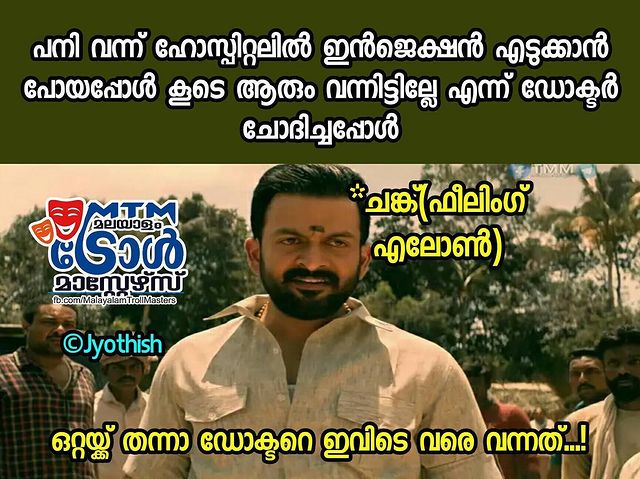 പനി വന്ന് ഹോസ്പിറ്റലിൽ ഇൻജെക്ഷൻ എടുക്കാൻ
പോയപ്പോൾ കൂടെ ആരും വന്നിട്ടില്ലേ എന്ന് ഡോക്ടർ
ചോദിച്ചപ്പോൾ
TMM
*ചങ്ക്(ഫീലിംഗ്
എലോൺ)
MTM
മലയാളം
ട്രോൾ
മാസ്റ്റേഴ്സ്
fb.com/MalayalamTrollMasters
©Jyothish
ഒറ്റയ്ക്ക് തന്നാ ഡോക്ടറെ ഇവിടെ വരെ വന്നത്...!